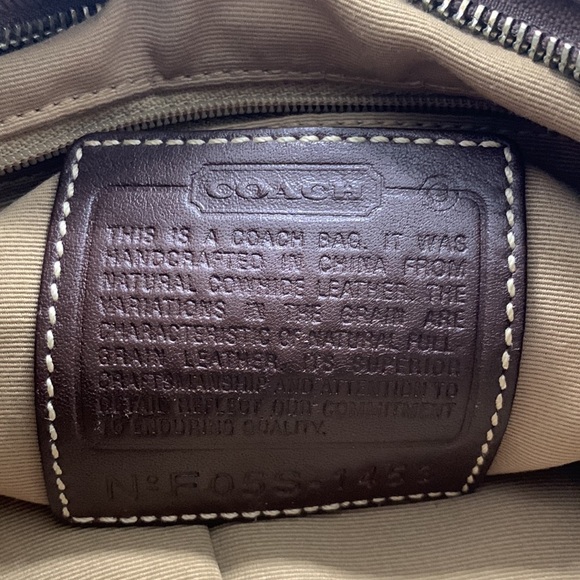 COACH
THIS IS A COACH BAG. IT WAS
HANDCRAFTED IN CHINA FROM
NATURAL COWHIDE LEATHER. THE
VARIATIONS IN THE GRAIN ARE
CHARACTERISTIC OF NATURAL FULL
GRAIN LEATHER. ITS SUPERIOR
CRAFTSMANSHIP AND ATTENTION TO
DETAIL REFLECT OUR COMMITMENT
TO ENDURING QUALITY.
No F05S-1453